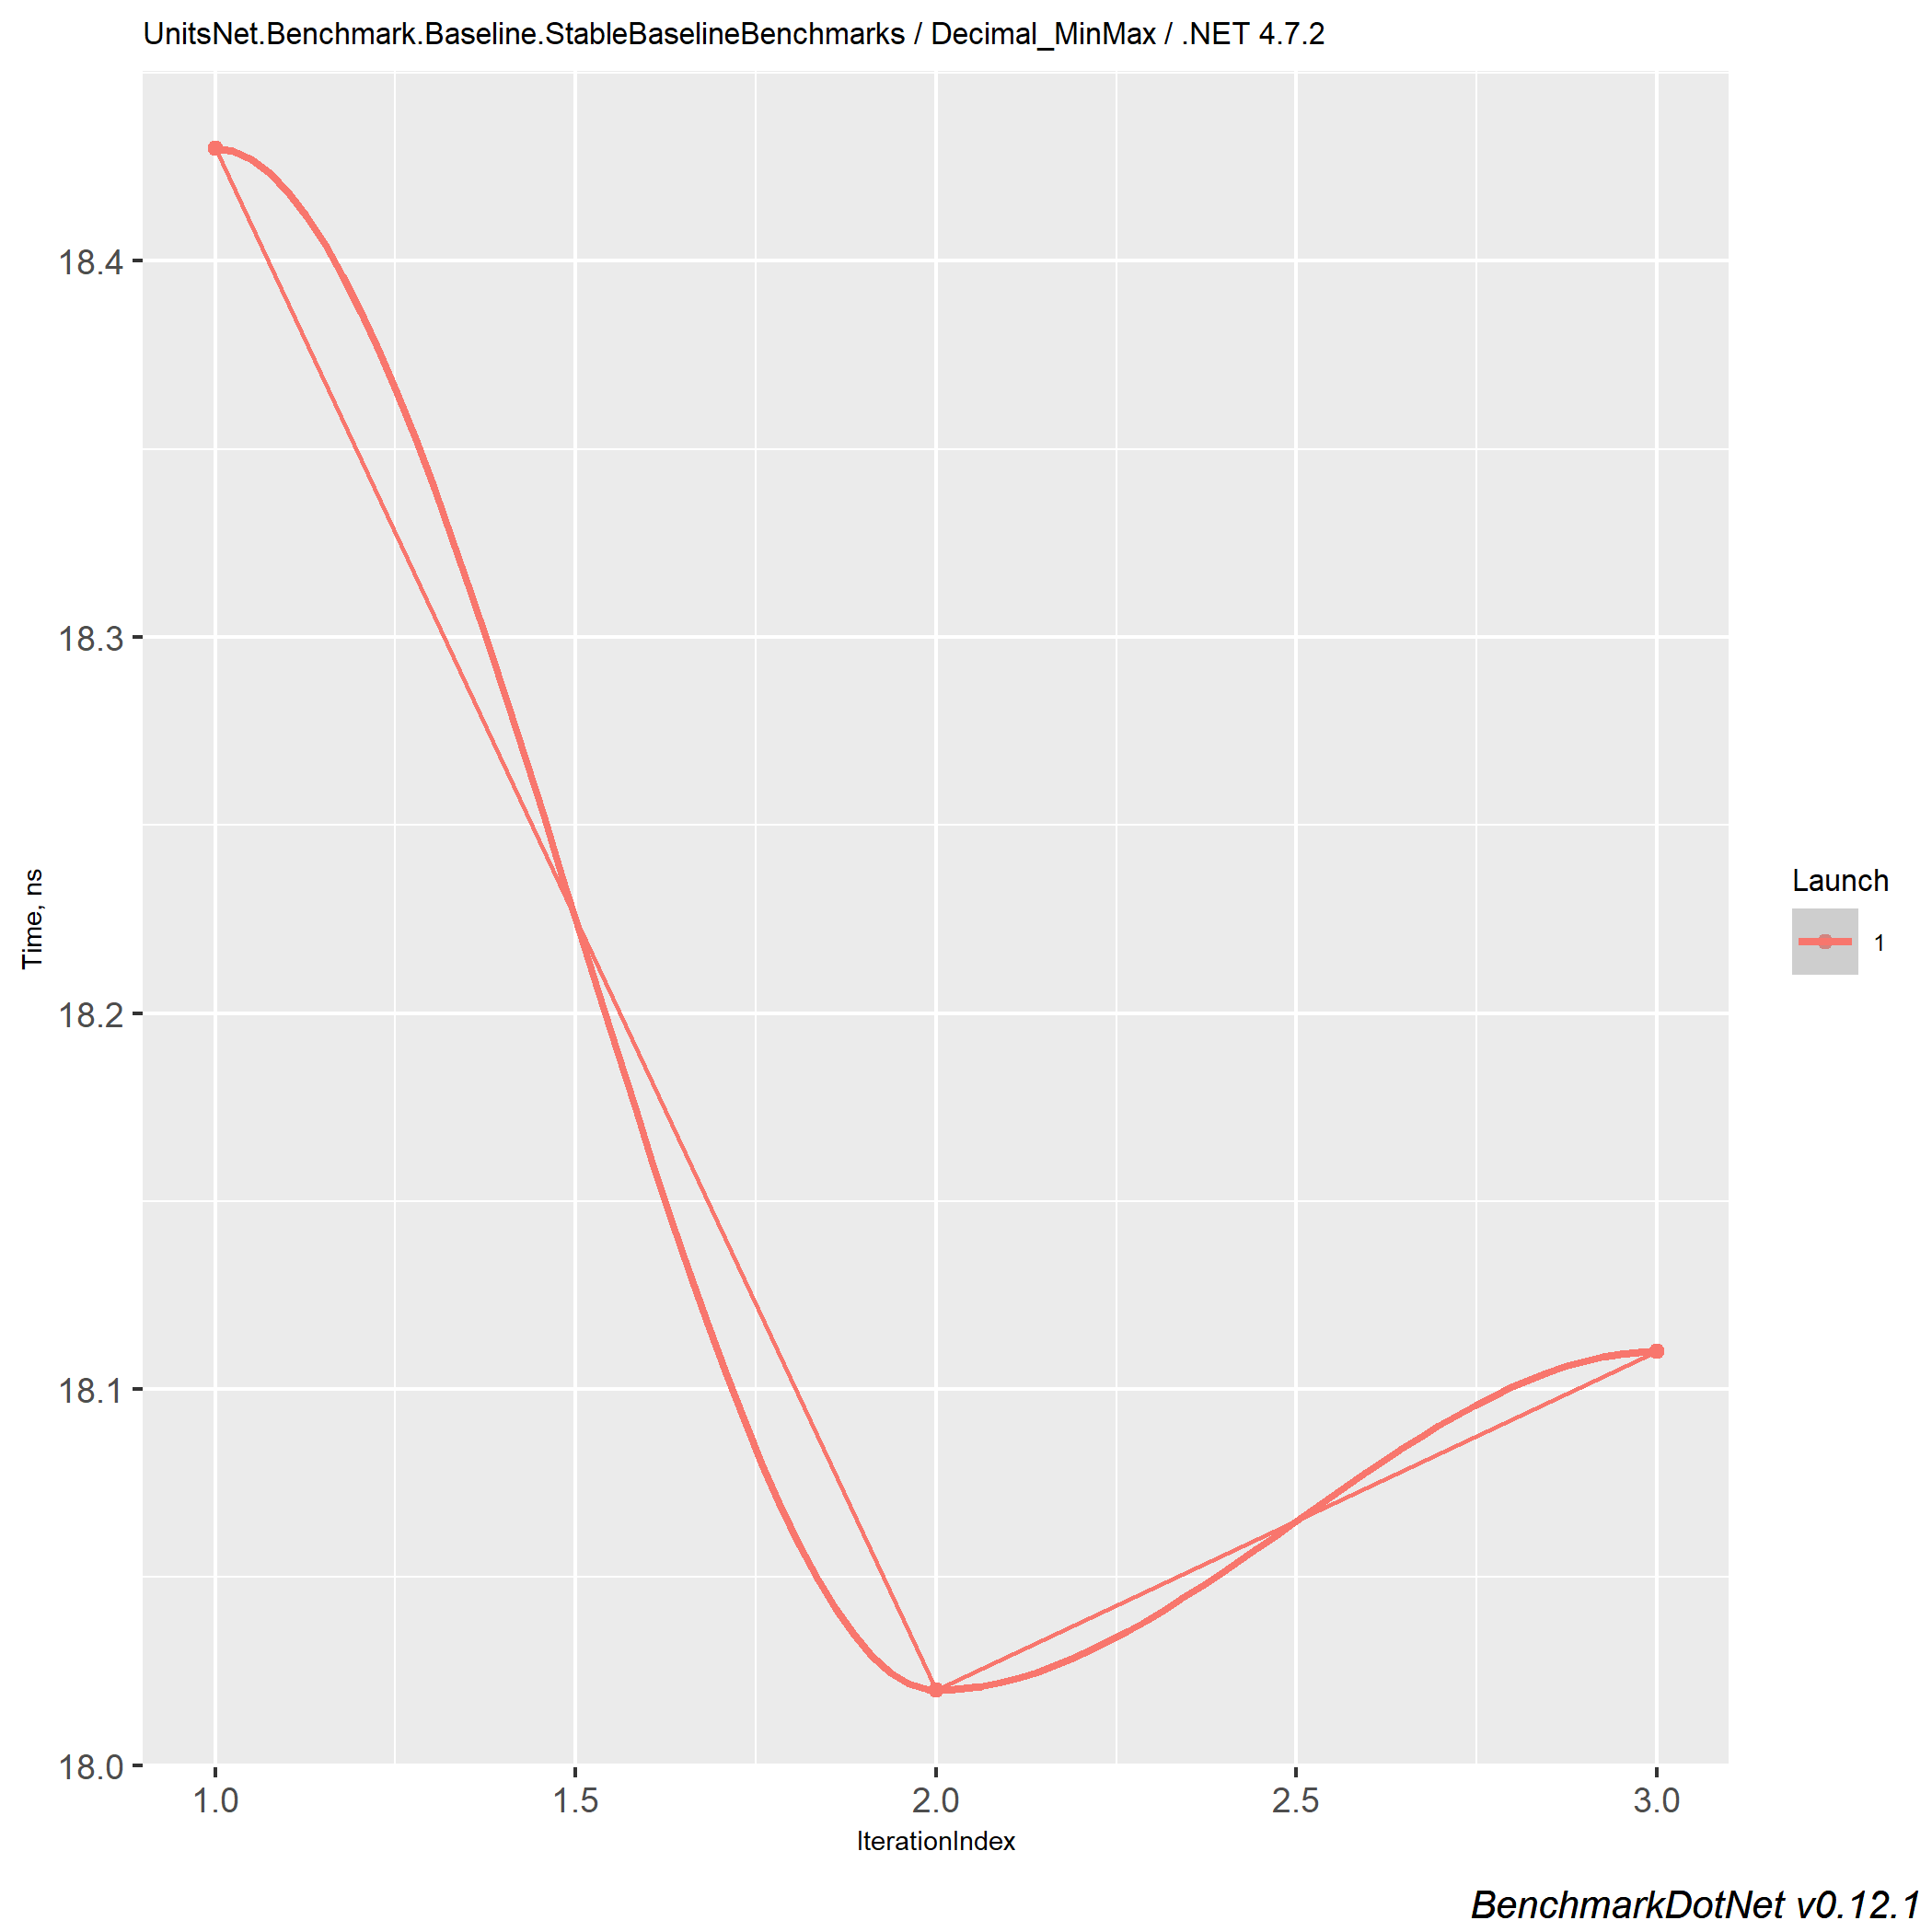 UnitsNet.Benchmark.Baseline.StableBaselineBenchmarks / Decimal_MinMax / .NET 4.7.2
18.4
18.3
18.2
18.1
18.0
Time, ns
1.0 1.5 2.0 2.5 3.0
IterationIndex
Launch
1
BenchmarkDotNet v0.12.1